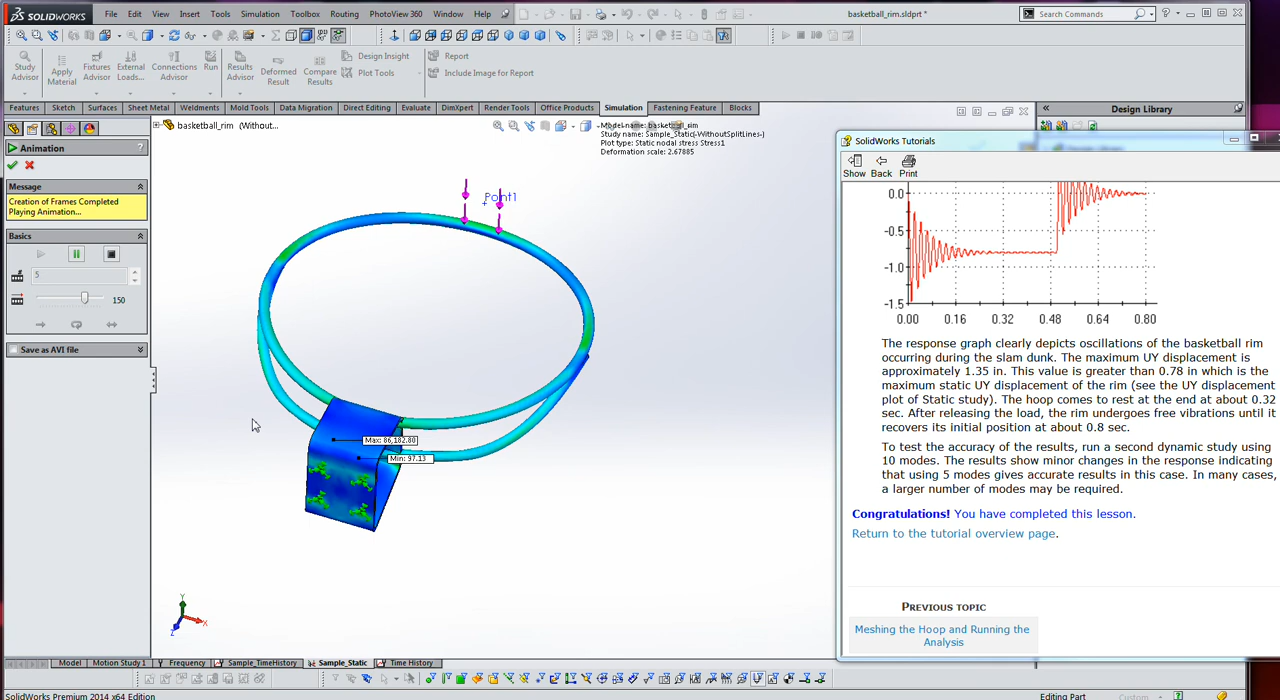 SOLIDWORKS
File Edit View Insert Tools Simulation Toolbox Routing PhotoView 360 Window Help
basketball_rim.sldprt *
Search Commands
Study Advisor
Apply Material
Fixtures Advisor
External Loads...
Connections Advisor
Run
Results Advisor
Deformed Result
Compare Results
Design Insight
Plot Tools
Report
Include Image for Report
Features Sketch Surfaces Sheet Metal Weldments Mold Tools Data Migration Direct Editing Evaluate DimXpert Render Tools Office Products Simulation Fastening Feature Blocks
Design Library
basketball_rim (Without...
Model name: basketball_rim
Study name: Sample_Static(-WithoutSplitLines-)
Plot type: Static nodal stress Stress1
Deformation scale: 2.67885
Animation ?
Message
Creation of Frames Completed
Playing Animation...
Basics
5
150
Save as AVI file
Point1
Max: 86,182.80
Min: 97.13
Y
X
Z
SolidWorks Tutorials
Show Back Print
0.0
-0.5
-1.0
-1.5
0.00 0.16 0.32 0.48 0.64 0.80
The response graph clearly depicts oscillations of the basketball rim
occurring during the slam dunk. The maximum UY displacement is
approximately 1.35 in. This value is greater than 0.78 in which is the
maximum static UY displacement of the rim (see the UY displacement
plot of Static study). The hoop comes to rest at the end at about 0.32
sec. After releasing the load, the rim undergoes free vibrations until it
recovers its initial position at about 0.8 sec.
To test the accuracy of the results, run a second dynamic study using
10 modes. The results show minor changes in the response indicating
that using 5 modes gives accurate results in this case. In many cases,
a larger number of modes may be required.
Congratulations! You have completed this lesson.
Return to the tutorial overview page.
PREVIOUS TOPIC
Meshing the Hoop and Running the
Analysis
Model Motion Study 1 Frequency Sample_TimeHistory Sample_Static Time History
SolidWorks Premium 2014 x64 Edition
Editing Part
Custom